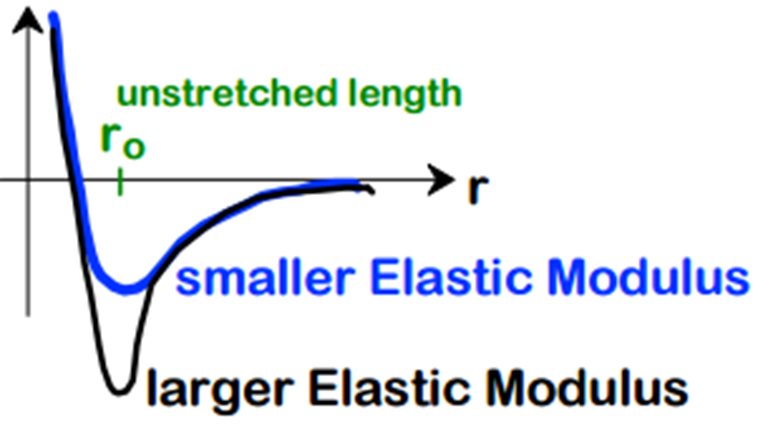 unstretched length
ro
r
smaller Elastic Modulus
larger Elastic Modulus